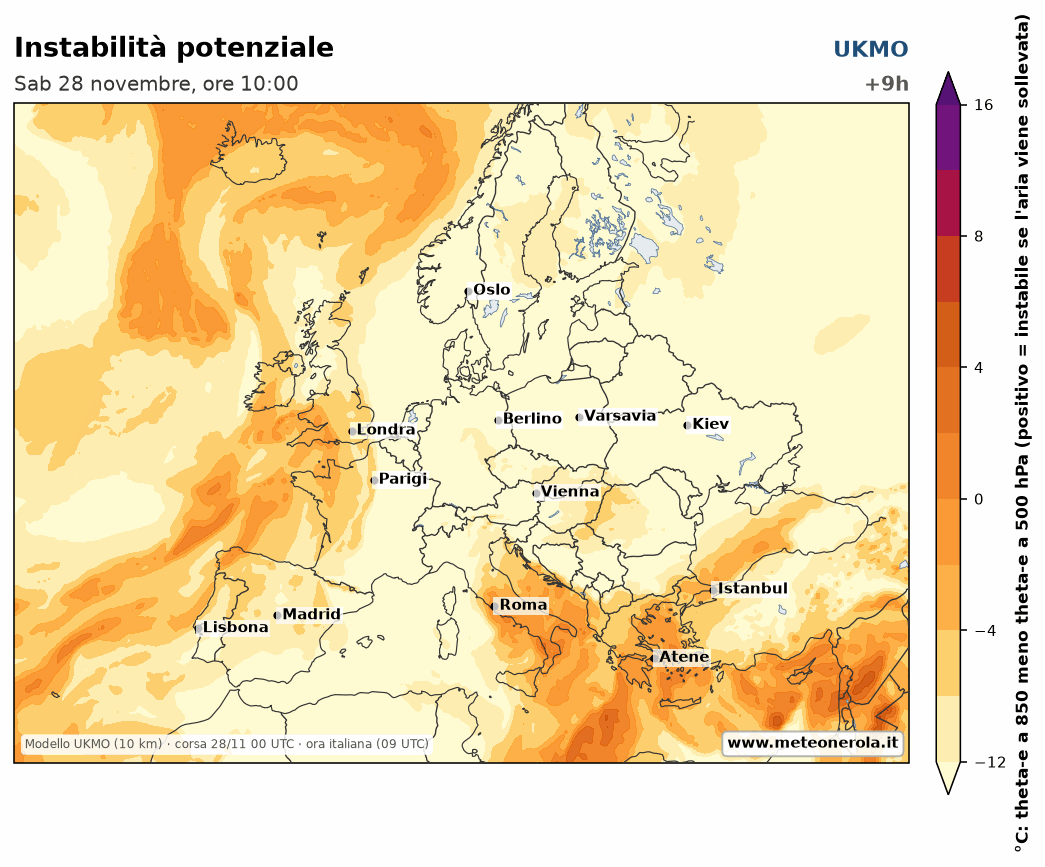 Instabilità potenziale
UKMO
Sab 28 novembre, ore 10:00
+9h
Oslo
Berlino
Varsavia
Kiev
Londra
Parigi
Vienna
Istanbul
Roma
Madrid
Lisbona
Atene
Modello UKMO (10 km) · corsa 28/11 00 UTC · ora italiana (09 UTC)
www.meteonerola.it
16
8
4
0
−4
−12
°C: theta-e a 850 meno theta-e a 500 hPa (positivo = instabile se l'aria viene sollevata)